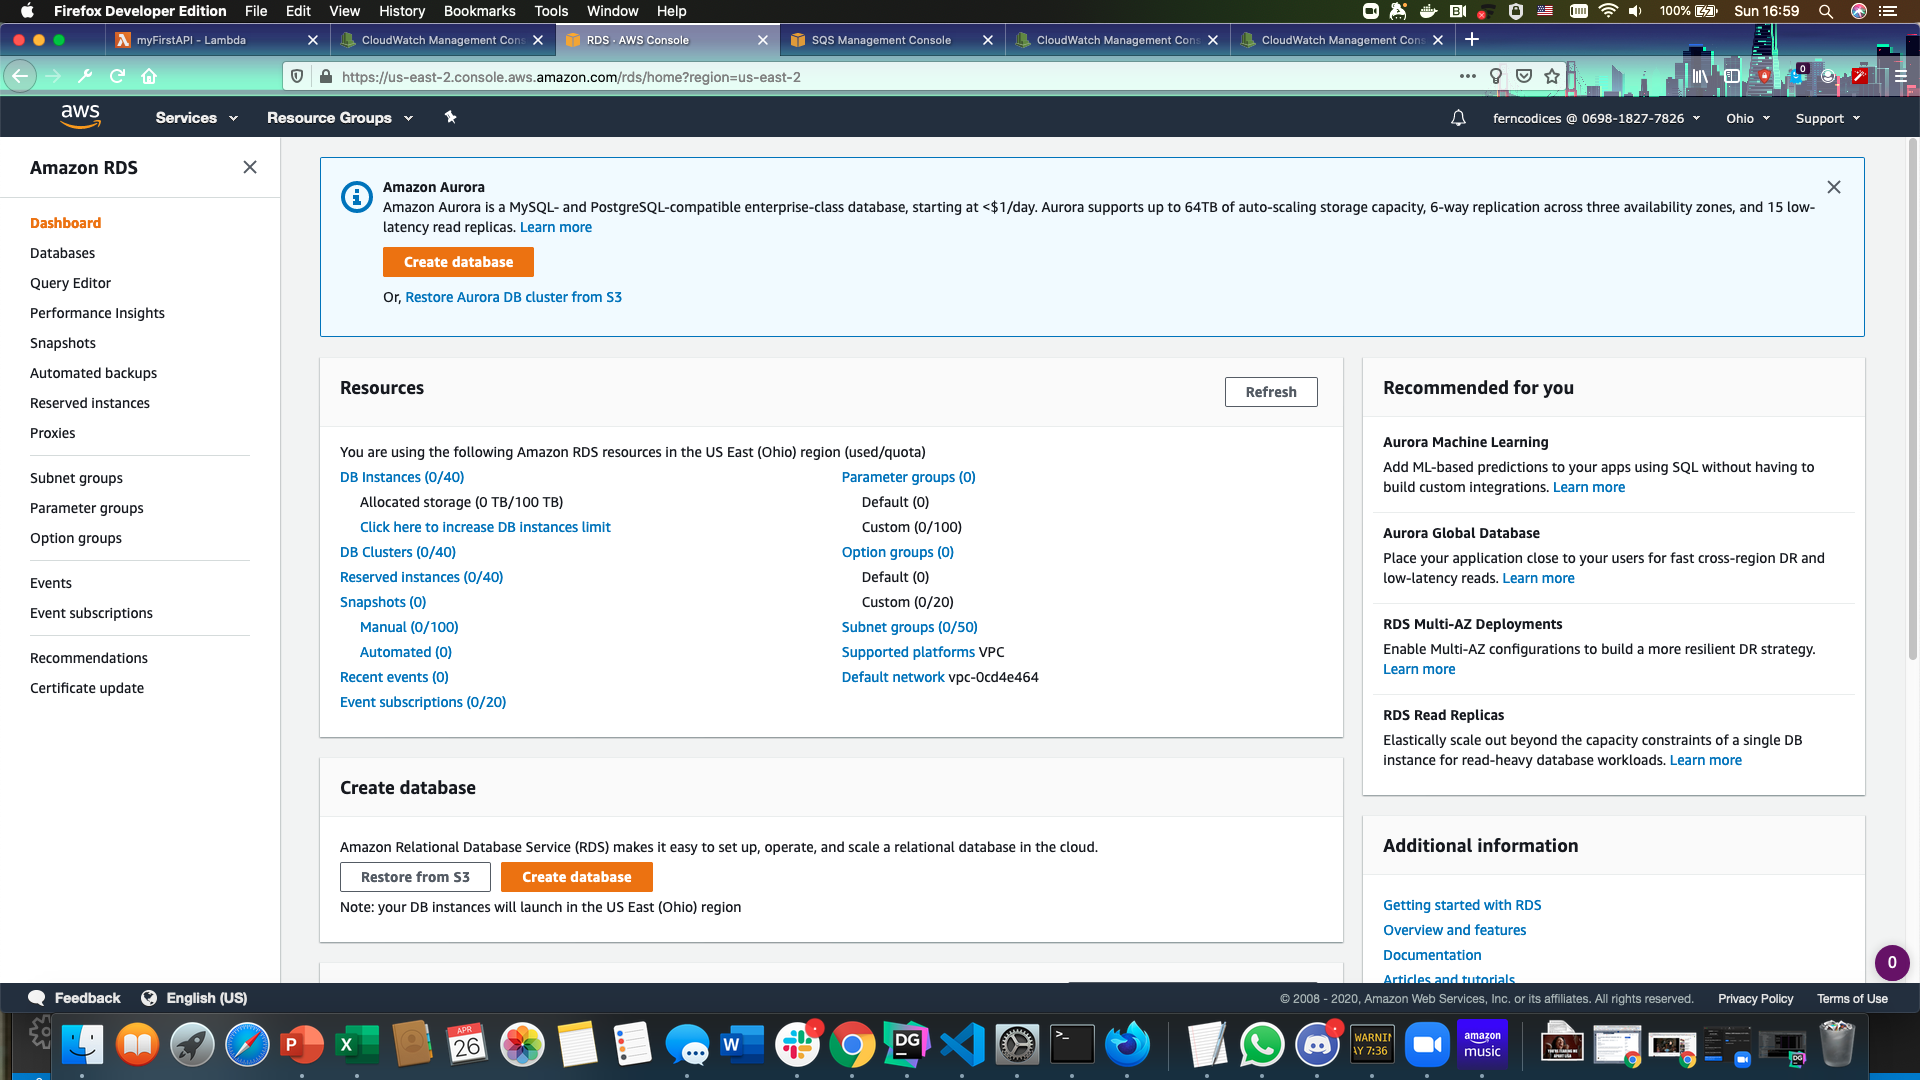 Firefox Developer Edition File Edit View History Bookmarks Tools Window Help
100% Sun 16:59
myFirstAPI - Lambda
CloudWatch Management Con
RDS · AWS Console
SQS Management Console
CloudWatch Management Con
CloudWatch Management Con
https://us-east-2.console.aws.amazon.com/rds/home?region=us-east-2
0
aws
Services
Resource Groups
ferncodices @ 0698-1827-7826
Ohio
Support
Amazon RDS
Dashboard
Databases
Query Editor
Performance Insights
Snapshots
Automated backups
Reserved instances
Proxies
Subnet groups
Parameter groups
Option groups
Events
Event subscriptions
Recommendations
Certificate update
Amazon Aurora
Amazon Aurora is a MySQL- and PostgreSQL-compatible enterprise-class database, starting at <$1/day. Aurora supports up to 64TB of auto-scaling storage capacity, 6-way replication across three availability zones, and 15 low-
latency read replicas. Learn more
Create database
Or, Restore Aurora DB cluster from S3
Resources
Refresh
You are using the following Amazon RDS resources in the US East (Ohio) region (used/quota)
DB Instances (0/40)
Allocated storage (0 TB/100 TB)
Click here to increase DB instances limit
DB Clusters (0/40)
Reserved instances (0/40)
Snapshots (0)
Manual (0/100)
Automated (0)
Recent events (0)
Event subscriptions (0/20)
Parameter groups (0)
Default (0)
Custom (0/100)
Option groups (0)
Default (0)
Custom (0/20)
Subnet groups (0/50)
Supported platforms VPC
Default network vpc-0cd4e464
Create database
Amazon Relational Database Service (RDS) makes it easy to set up, operate, and scale a relational database in the cloud.
Restore from S3
Create database
Note: your DB instances will launch in the US East (Ohio) region
Recommended for you
Aurora Machine Learning
Add ML-based predictions to your apps using SQL without having to
build custom integrations. Learn more
Aurora Global Database
Place your application close to your users for fast cross-region DR and
low-latency reads. Learn more
RDS Multi-AZ Deployments
Enable Multi-AZ configurations to build a more resilient DR strategy.
Learn more
RDS Read Replicas
Elastically scale out beyond the capacity constraints of a single DB
instance for read-heavy database workloads. Learn more
Additional information
Getting started with RDS
Overview and features
Documentation
Articles and tutorials
0
Feedback
English (US)
© 2008 - 2020, Amazon Web Services, Inc. or its affiliates. All rights reserved.
Privacy Policy
Terms of Use
APR
26
DG
WARNIN
AY 7:36
amazon
music